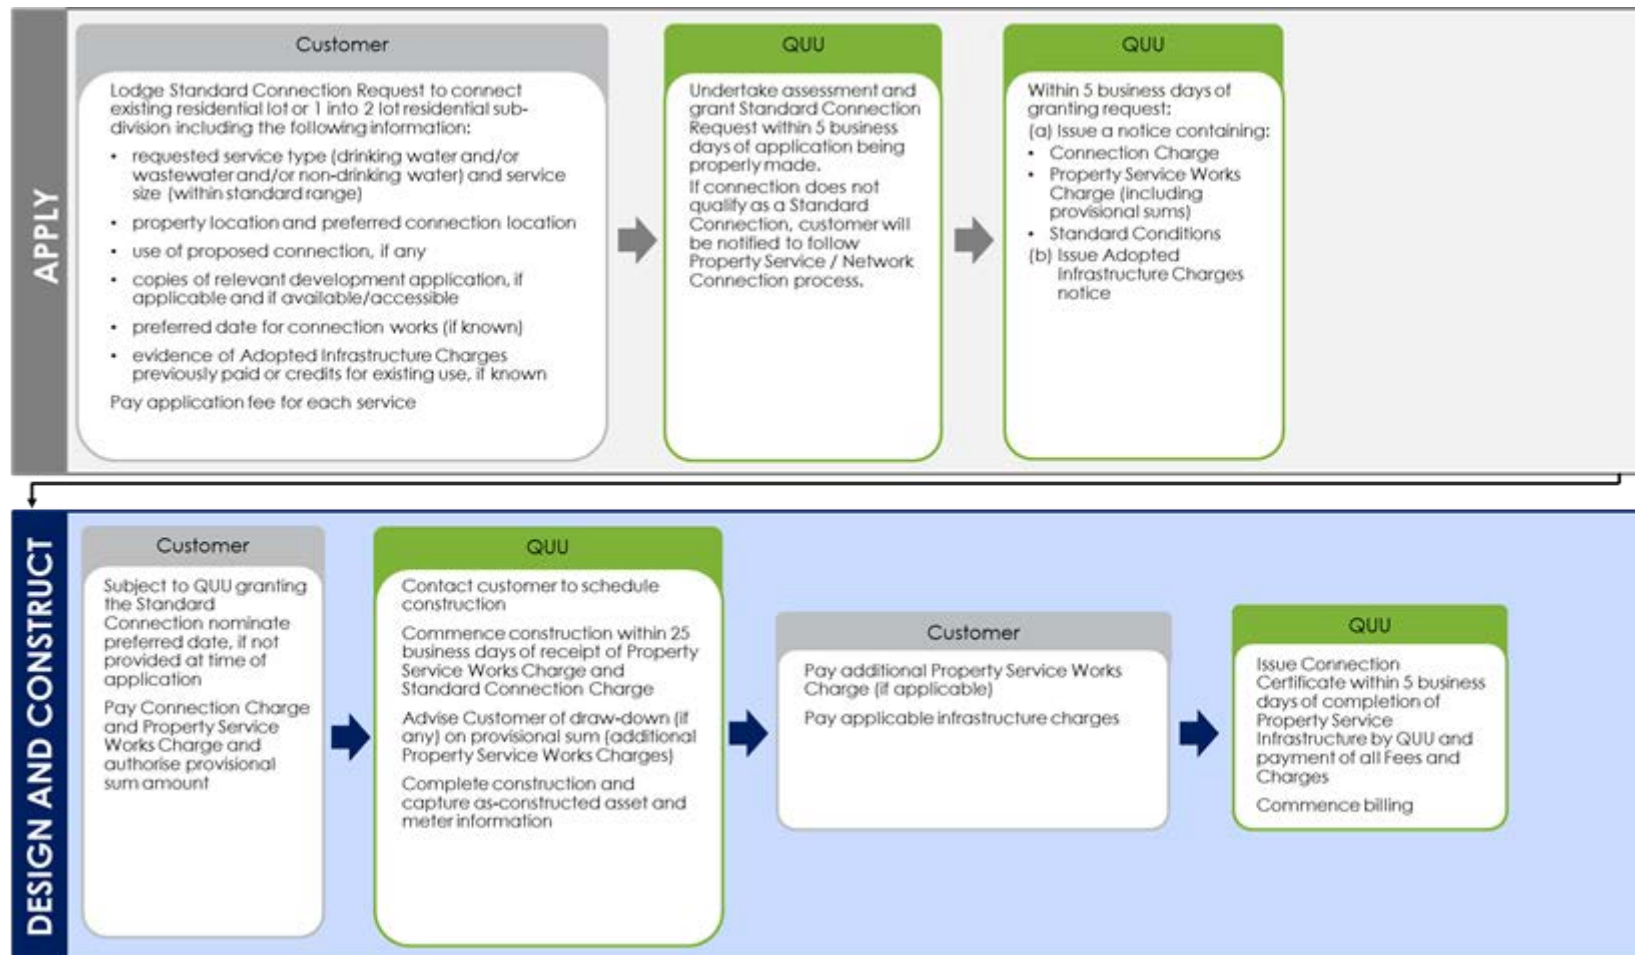 APPLY
Customer
Lodge Standard Connection Request to connect
existing residential lot or 1 into 2 lot residential sub-
division including the following information:
• requested service type (drinking water and/or
wastewater and/or non-drinking water) and service
size (within standard range)
• property location and preferred connection location
• use of proposed connection, if any
• copies of relevant development application, if
applicable and if available/accessible
• preferred date for connection works (if known)
• evidence of Adopted Infrastructure Charges
previously paid or credits for existing use, if known
Pay application fee for each service
QUU
Undertake assessment and
grant Standard Connection
Request within 5 business
days of application being
properly made.
If connection does not
qualify as a Standard
Connection, customer will
be notified to follow
Property Service / Network
Connection process.
QUU
Within 5 business days of
granting request:
(a) Issue a notice containing:
• Connection Charge
• Property Service Works
Charge (including
provisional sums)
• Standard Conditions
(b) Issue Adopted
Infrastructure Charges
notice
DESIGN AND CONSTRUCT
Customer
Subject to QUU granting
the Standard
Connection nominate
preferred date, if not
provided at time of
application
Pay Connection Charge
and Property Service
Works Charge and
authorise provisional
sum amount
QUU
Contact customer to schedule
construction
Commence construction within 25
business days of receipt of Property
Service Works Charge and
Standard Connection Charge
Advise Customer of draw-down (if
any) on provisional sum (additional
Property Service Works Charges)
Complete construction and
capture as-constructed asset and
meter information
Customer
Pay additional Property Service Works
Charge (if applicable)
Pay applicable infrastructure charges
QUU
Issue Connection
Certificate within 5 business
days of completion of
Property Service
Infrastructure by QUU and
payment of all Fees and
Charges
Commence billing